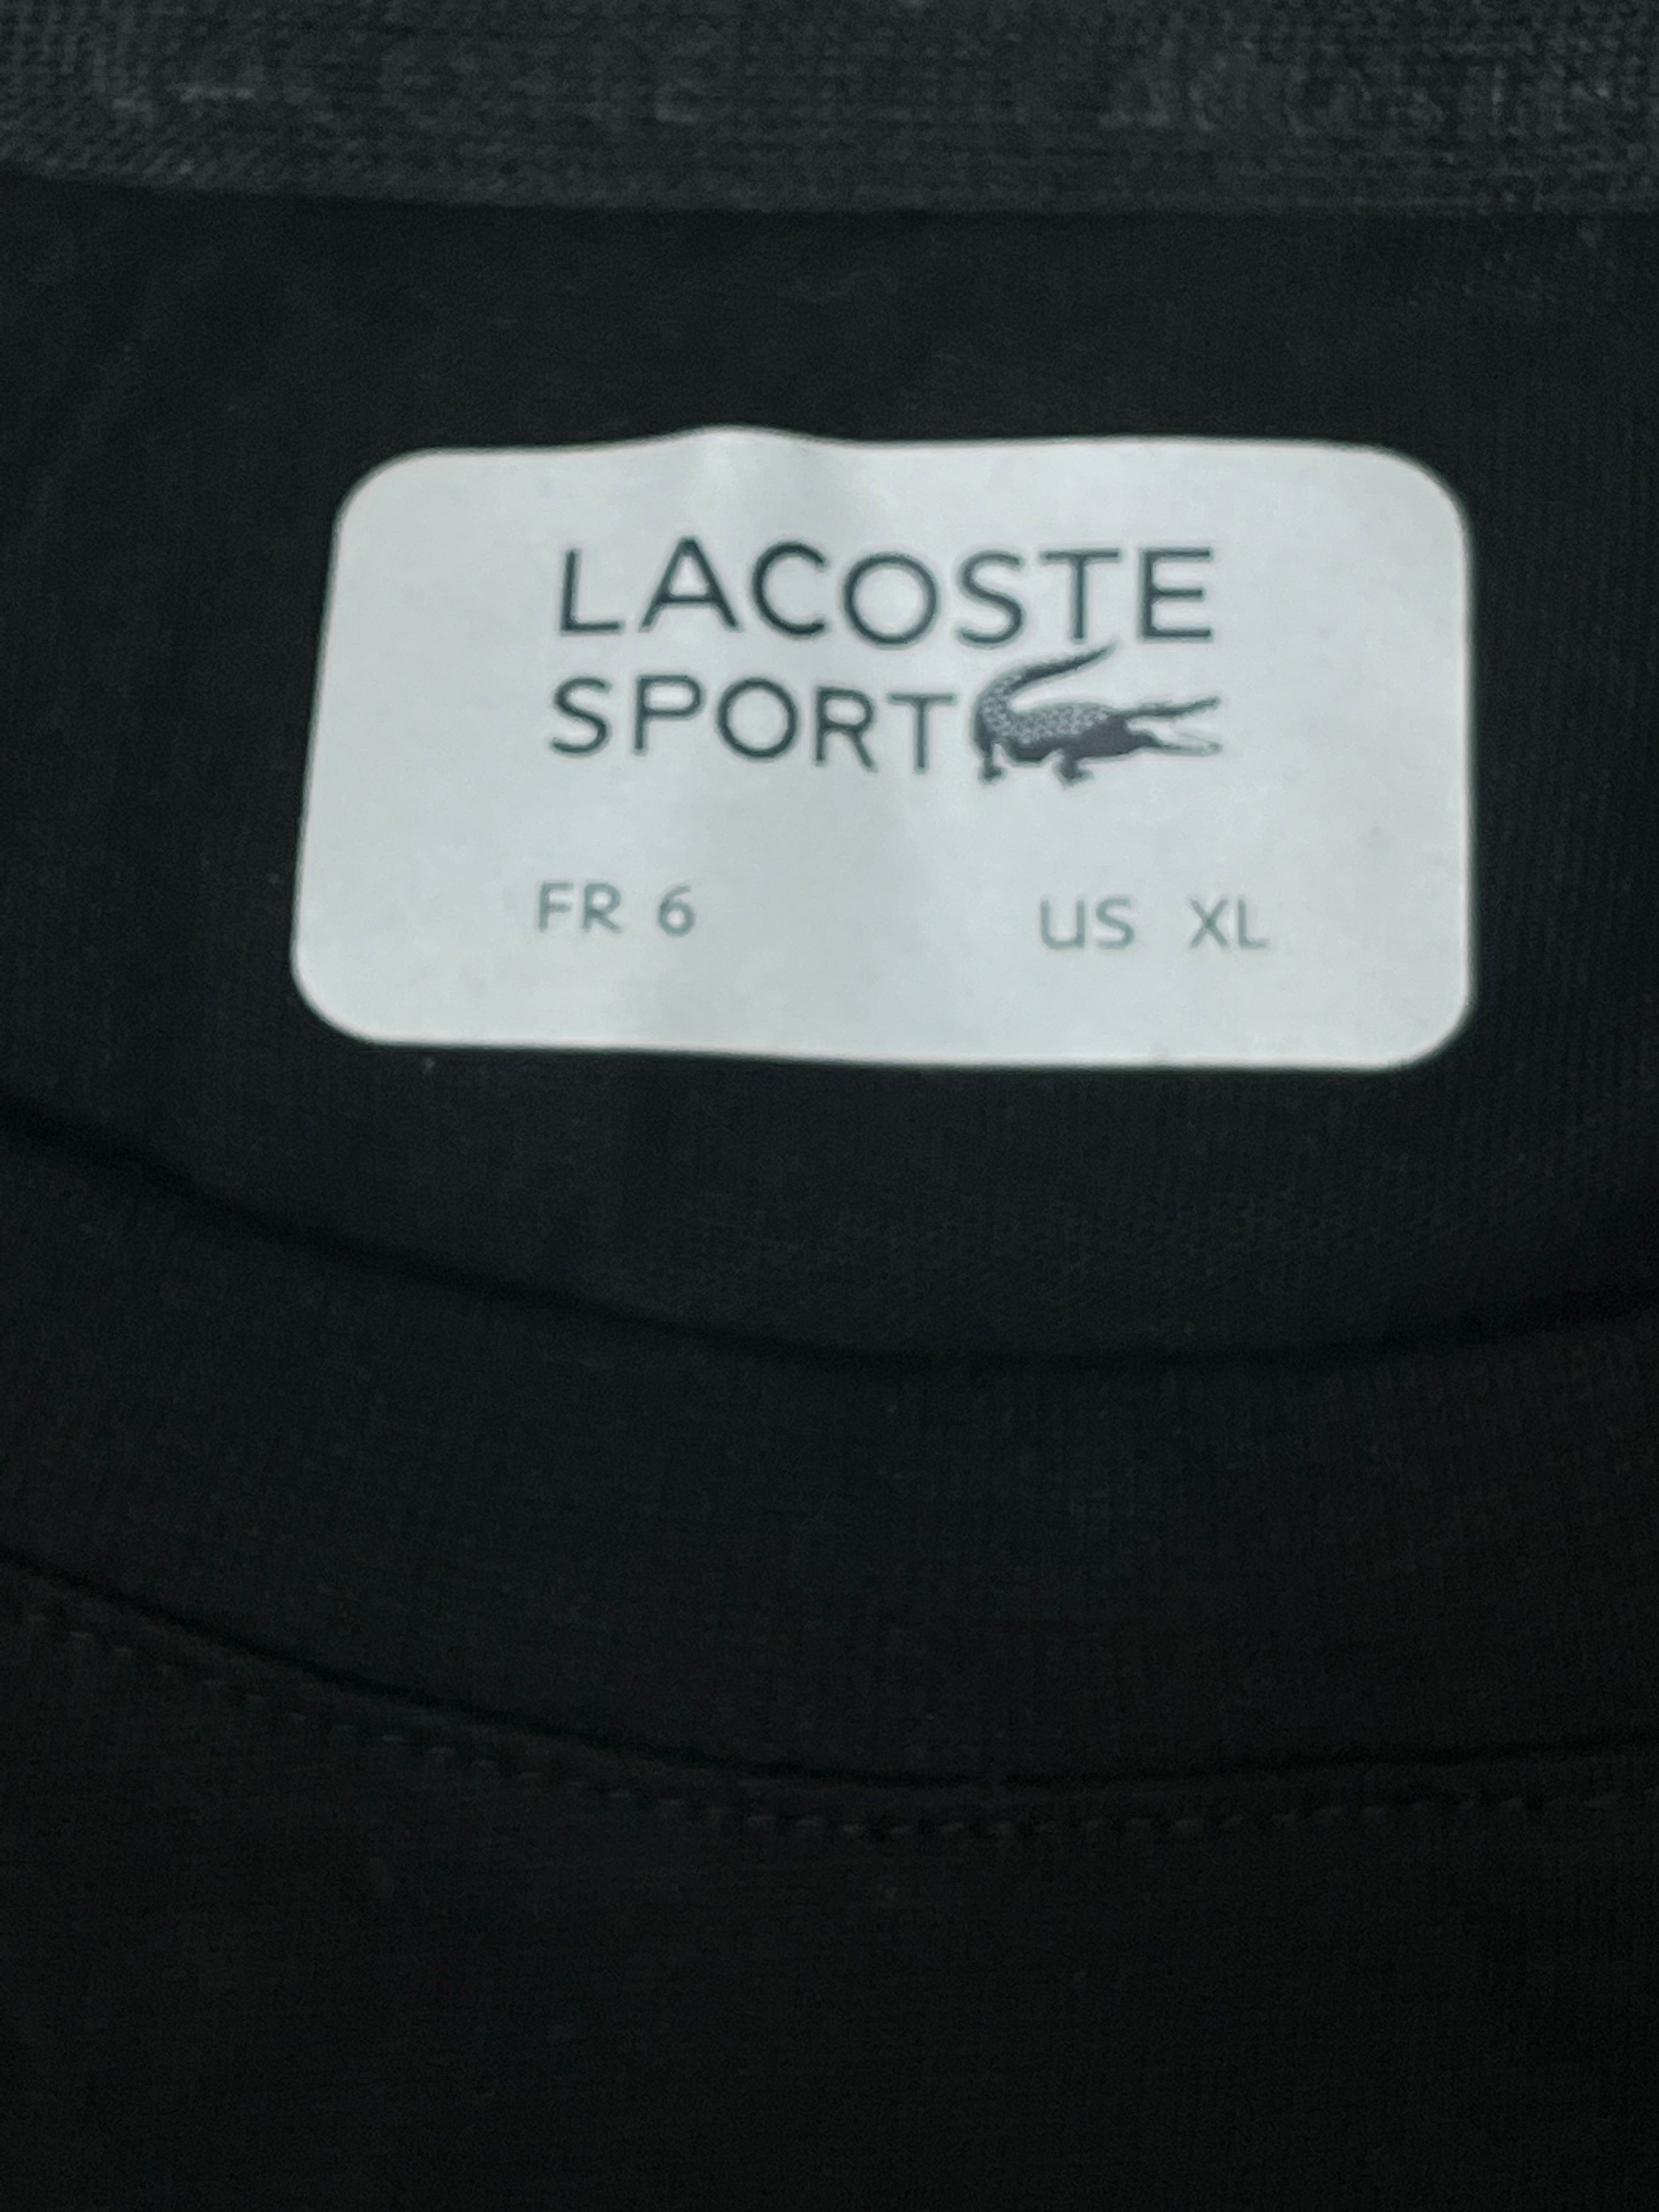 LACOSTE
SPORT
FR 6 US XL